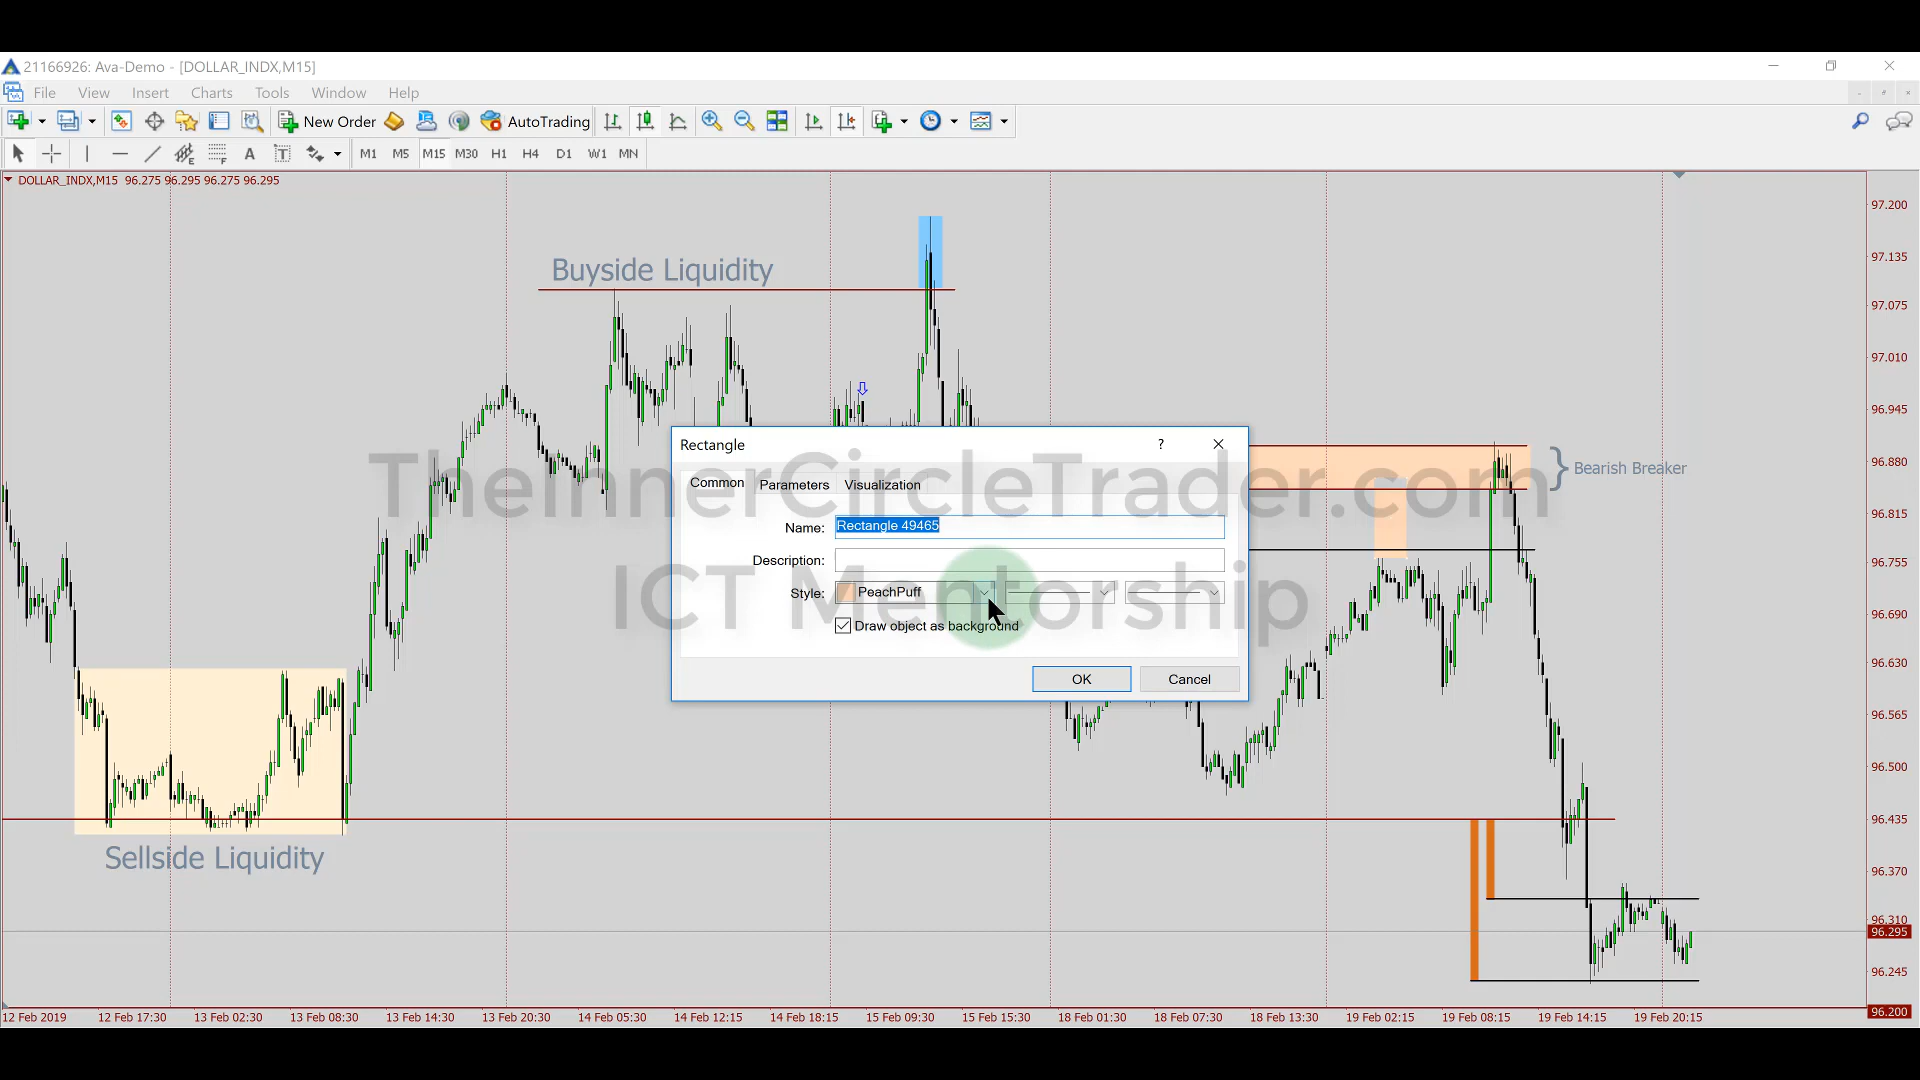 21166926: Ava-Demo - [DOLLAR_INDX,M15]
File View Insert Charts Tools Window Help
New Order AutoTrading
A T M1 M5 M15 M30 H1 H4 D1 W1 MN
DOLLAR_INDX,M15 96.275 96.295 96.275 96.295
97.200
Buyside Liquidity
97.135
97.075
97.010
96.945
Rectangle ?
TheInnerCircleTrader.com
Bearish Breaker
96.880
Common Parameters Visualization
Name: Rectangle 49465
96.815
Description:
96.755
ICT Mentorship
Style: PeachPuff
Draw object as background
96.690
OK Cancel
96.630
96.565
96.500
96.435
Sellside Liquidity
96.370
96.310
96.295
96.245
96.200
12 Feb 2019 12 Feb 17:30 13 Feb 02:30 13 Feb 08:30 13 Feb 14:30 13 Feb 20:30 14 Feb 05:30 14 Feb 12:15 14 Feb 18:15 15 Feb 09:30 15 Feb 15:30 18 Feb 01:30 18 Feb 07:30 18 Feb 13:30 19 Feb 02:15 19 Feb 08:15 19 Feb 14:15 19 Feb 20:15